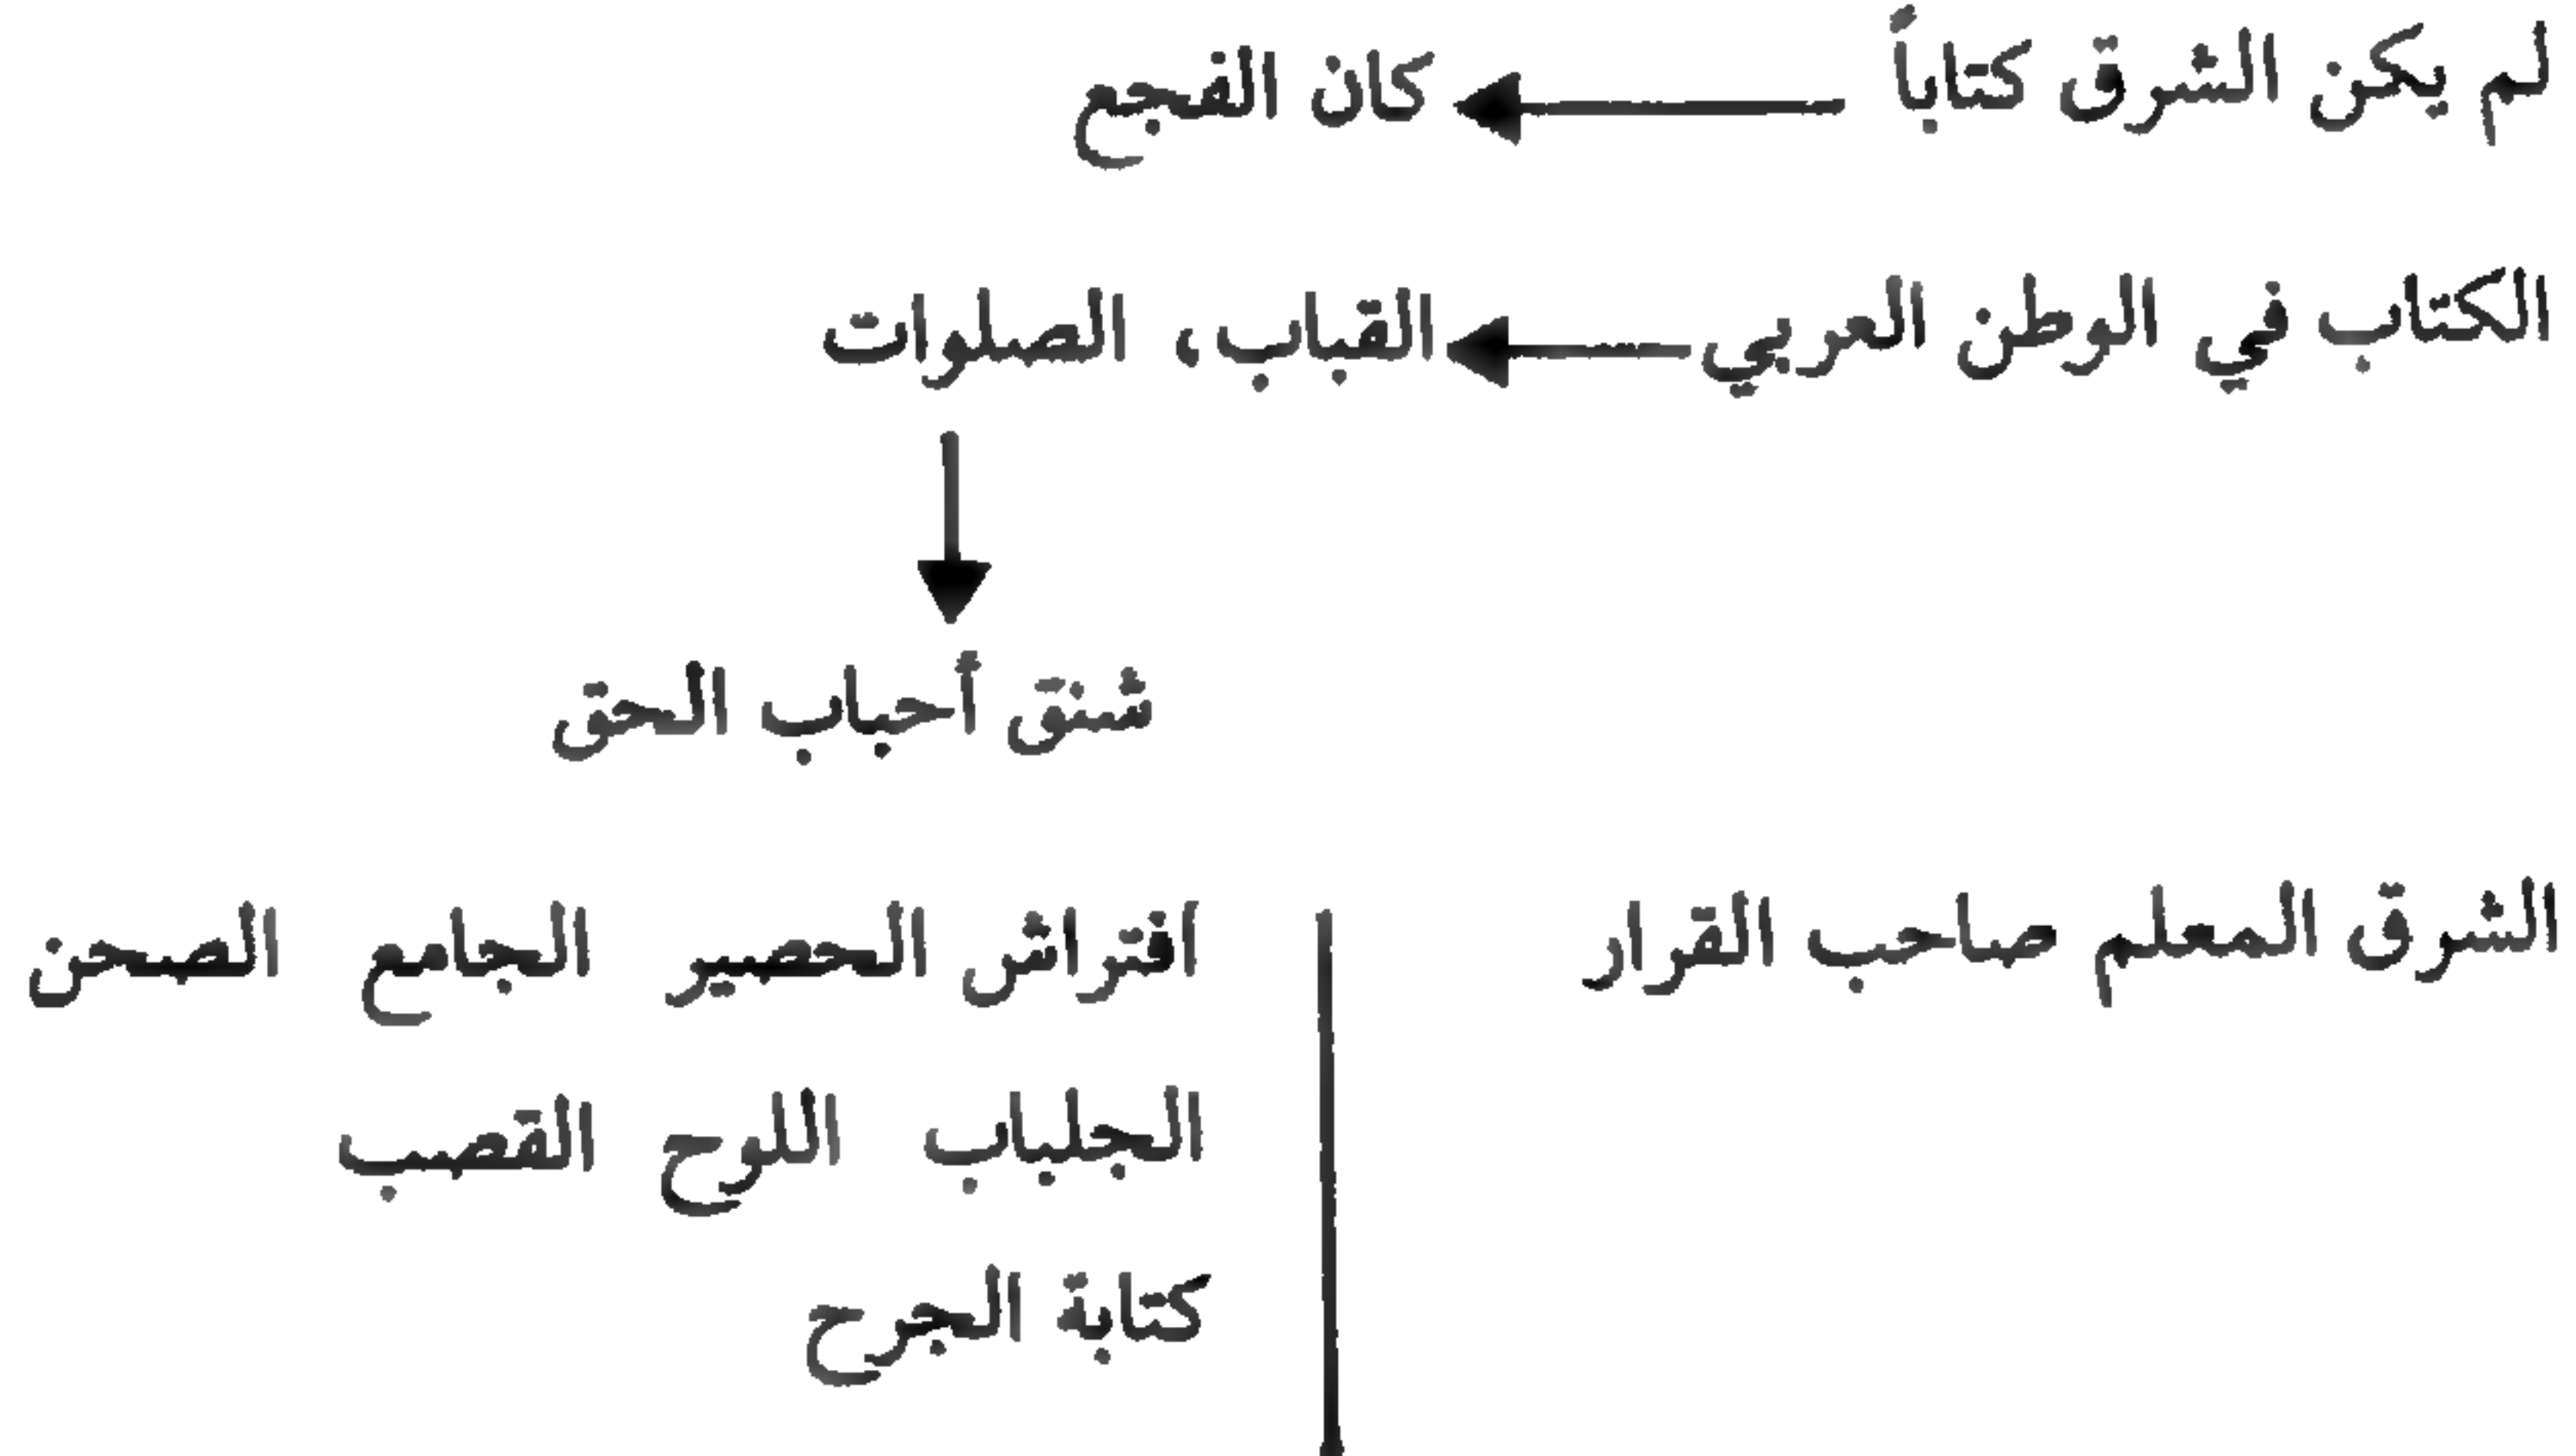 لم يكن الشرق كتاباً كان الفجع
الكتاب في الوطن العربي القباب، الصلوات
شنق أحباب الحق
الشرق المعلم صاحب القرار افتراش الحصير الجامع الصحن
الجلباب اللوح القصب
كتابة الجرح